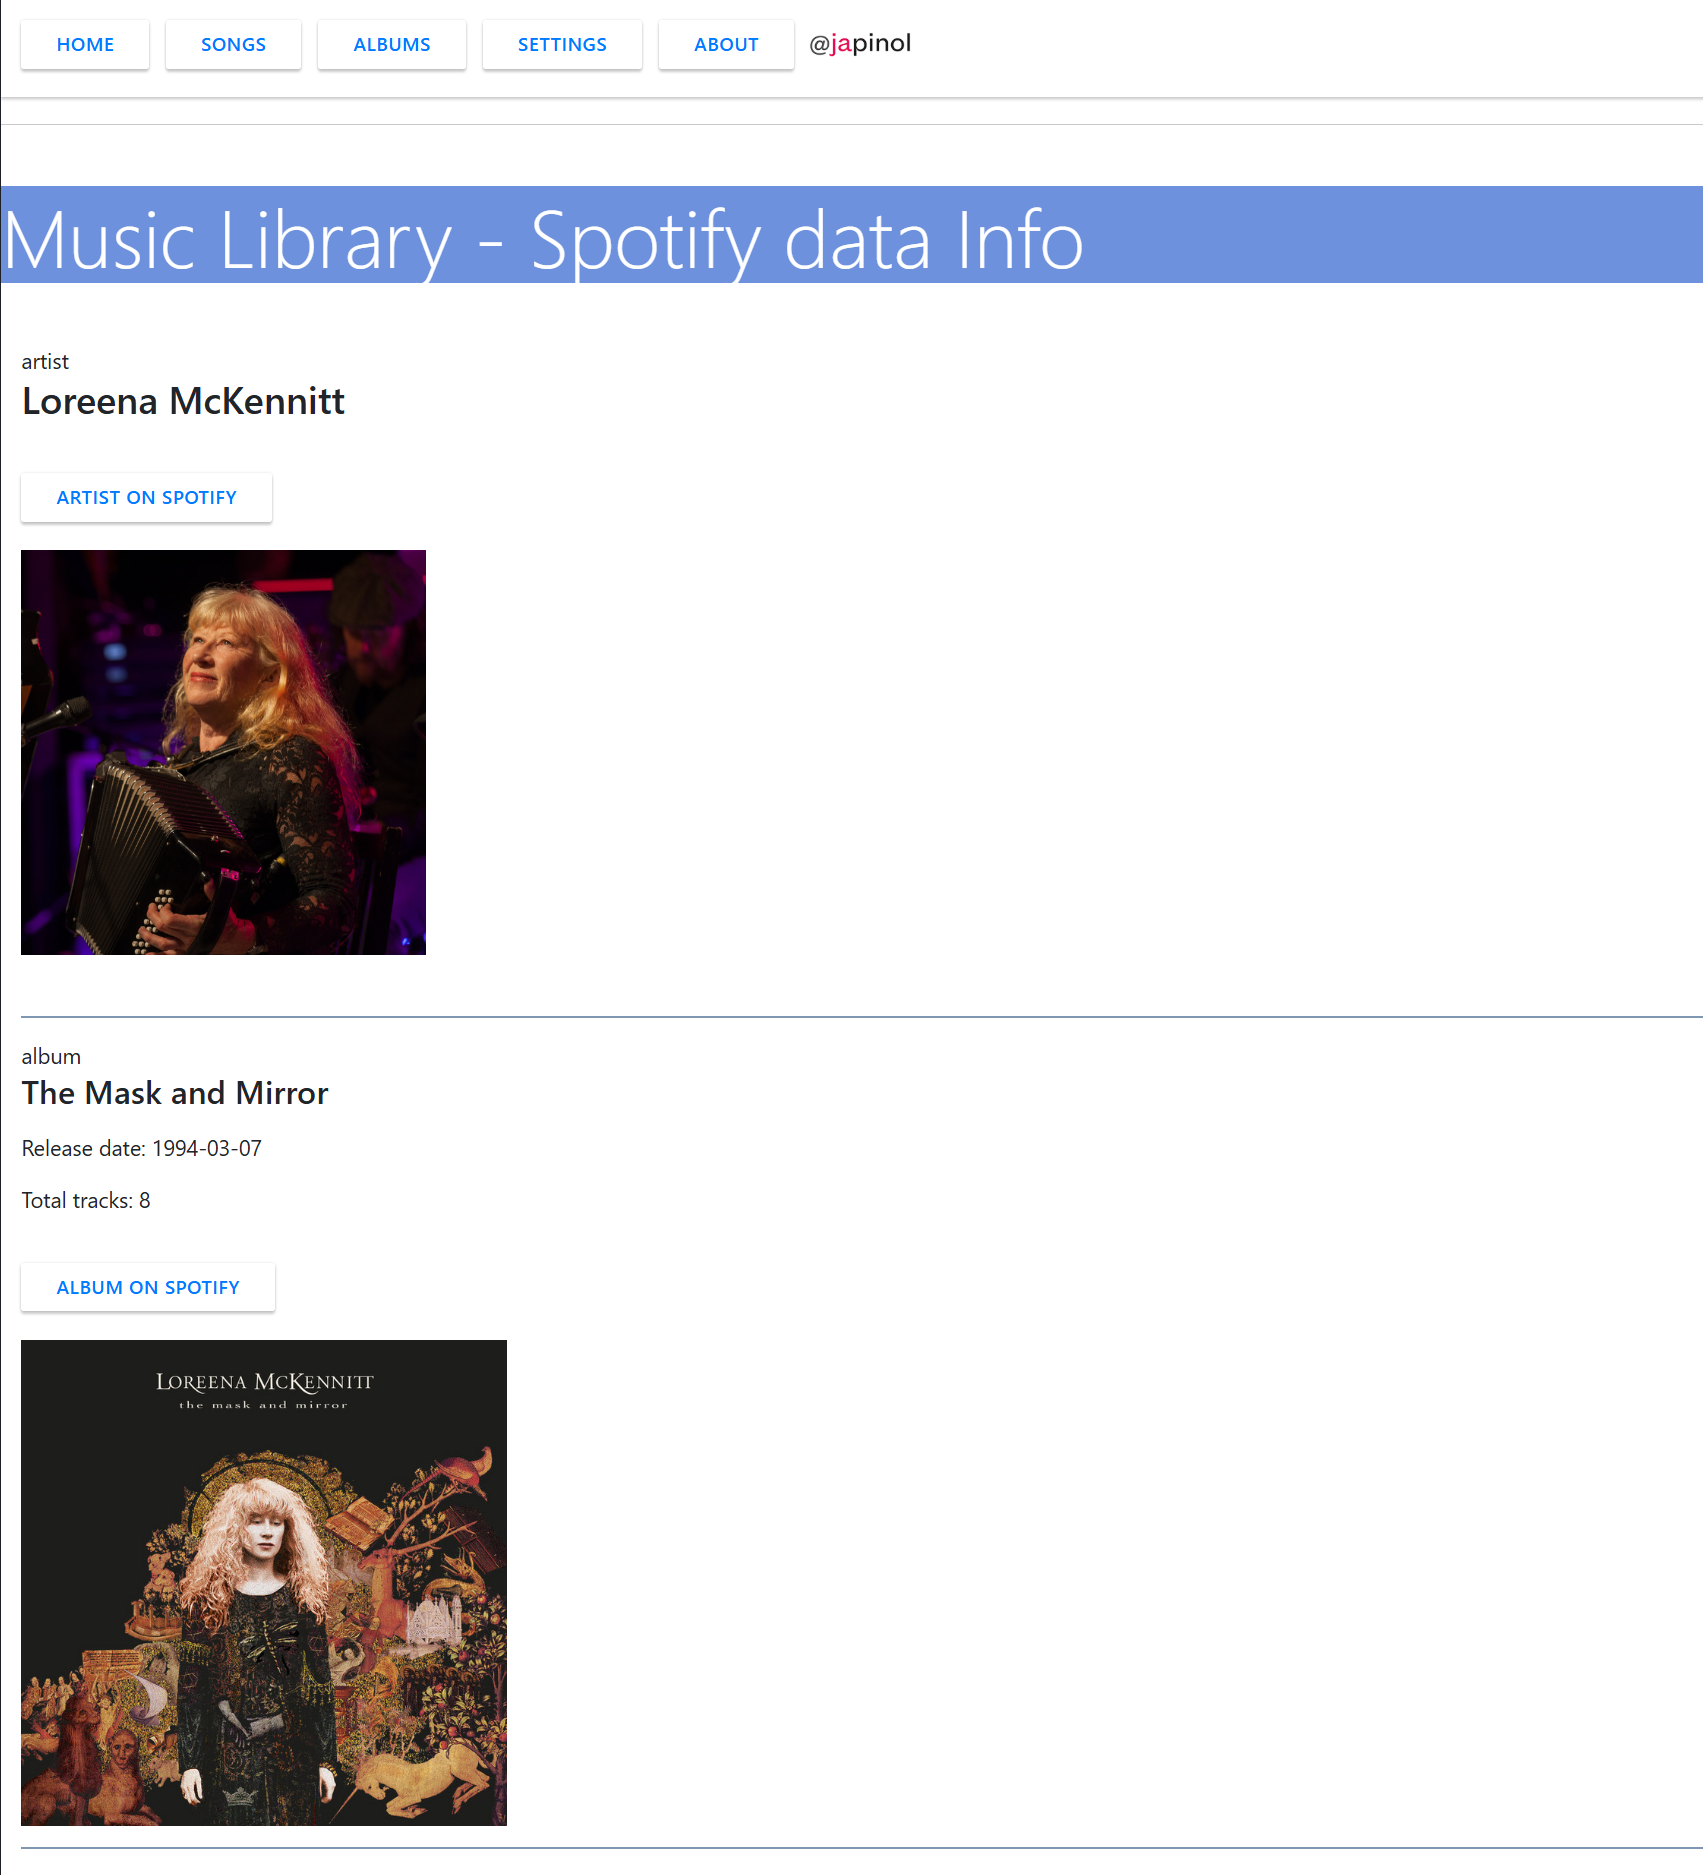 HOME SONGS ALBUMS SETTINGS ABOUT @japinol
Music Library - Spotify data Info
artist
Loreena McKennitt
ARTIST ON SPOTIFY
album
The Mask and Mirror
Release date: 1994-03-07
Total tracks: 8
ALBUM ON SPOTIFY
LOREENA MCKENNITT
the mask and mirror